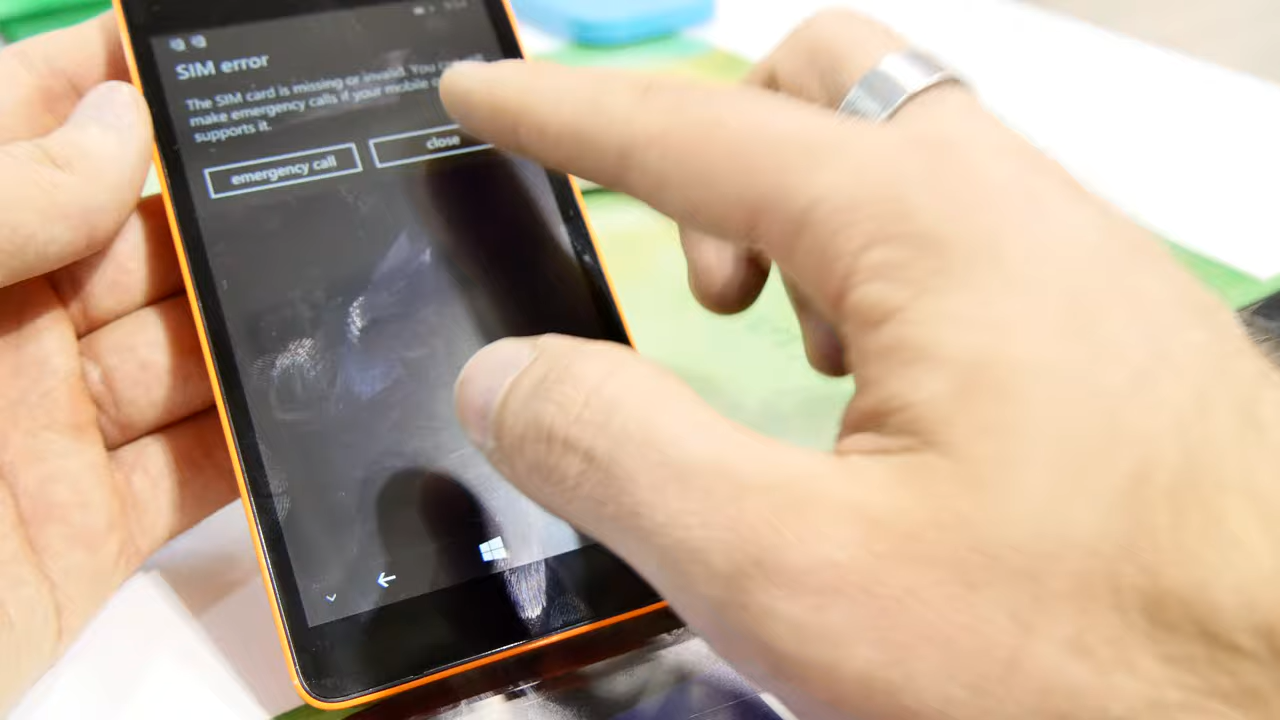 SIM error
The SIM card is missing or invalid. You
make emergency calls if your mobile
supports it.
emergency call
close